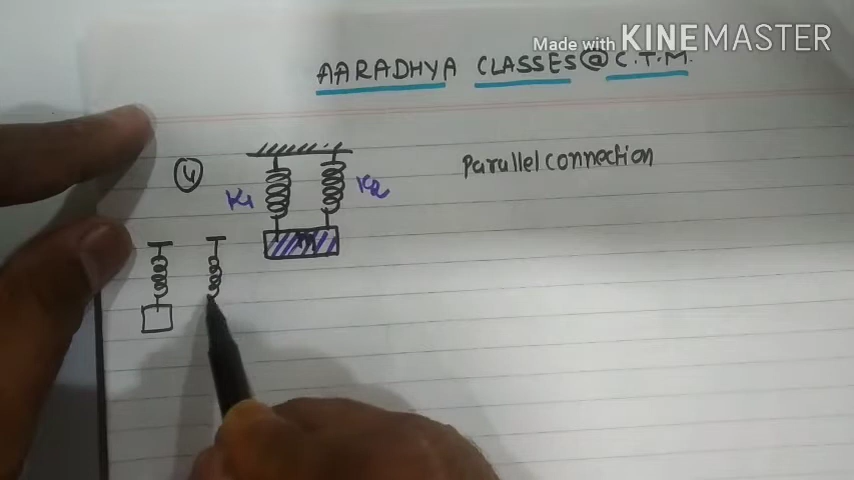 Made with KINEMASTER
AARADHYA CLASSES@C.T.M.
Parallel connection
4
K1
K2
m